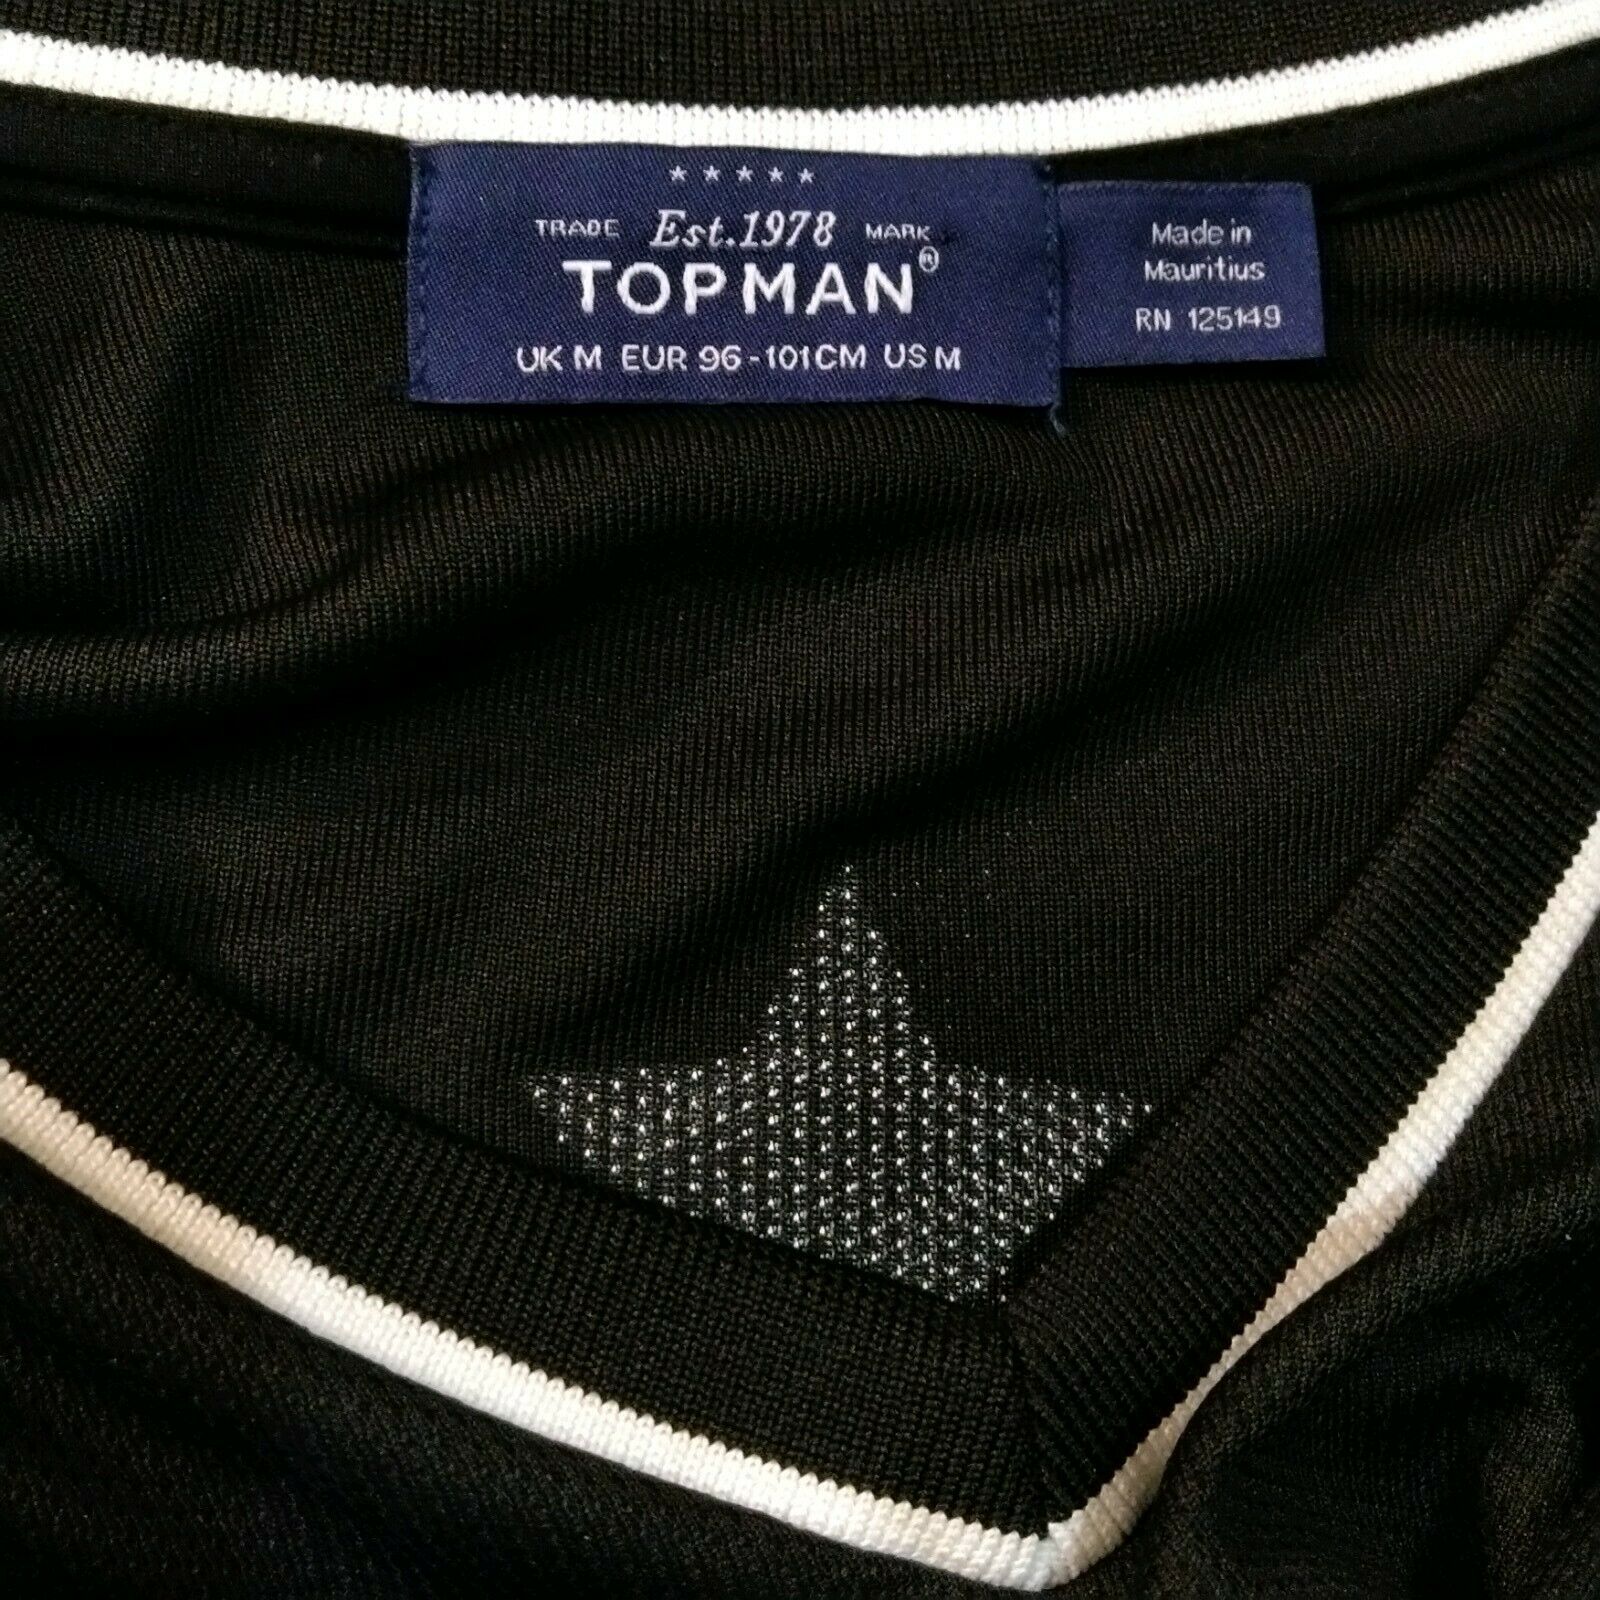 ★★★★★
TRADE Est.1978 MARK
TOPMAN®
UK M EUR 96-101CM US M
Made in
Mauritius
RN 125149